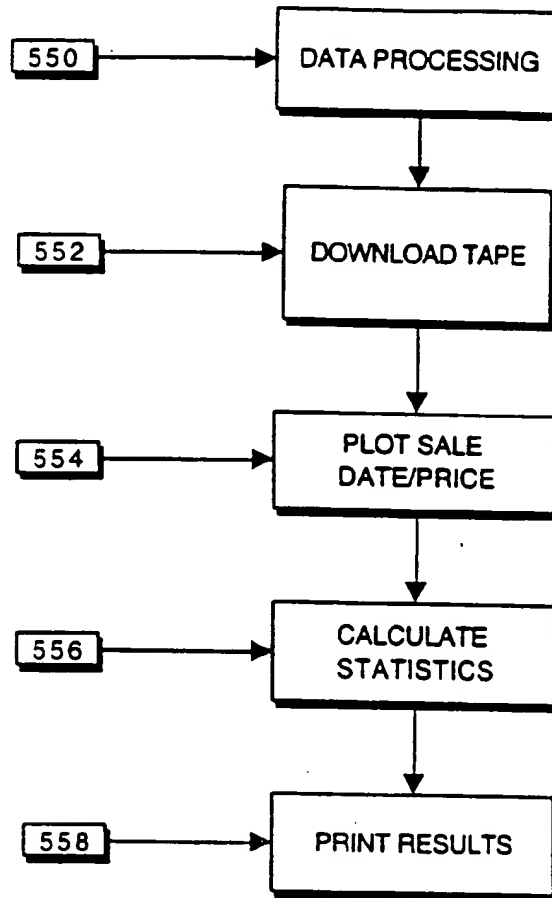 550
DATA PROCESSING
552
DOWNLOAD TAPE
554
PLOT SALE
DATE/PRICE
556
CALCULATE
STATISTICS
558
PRINT RESULTS